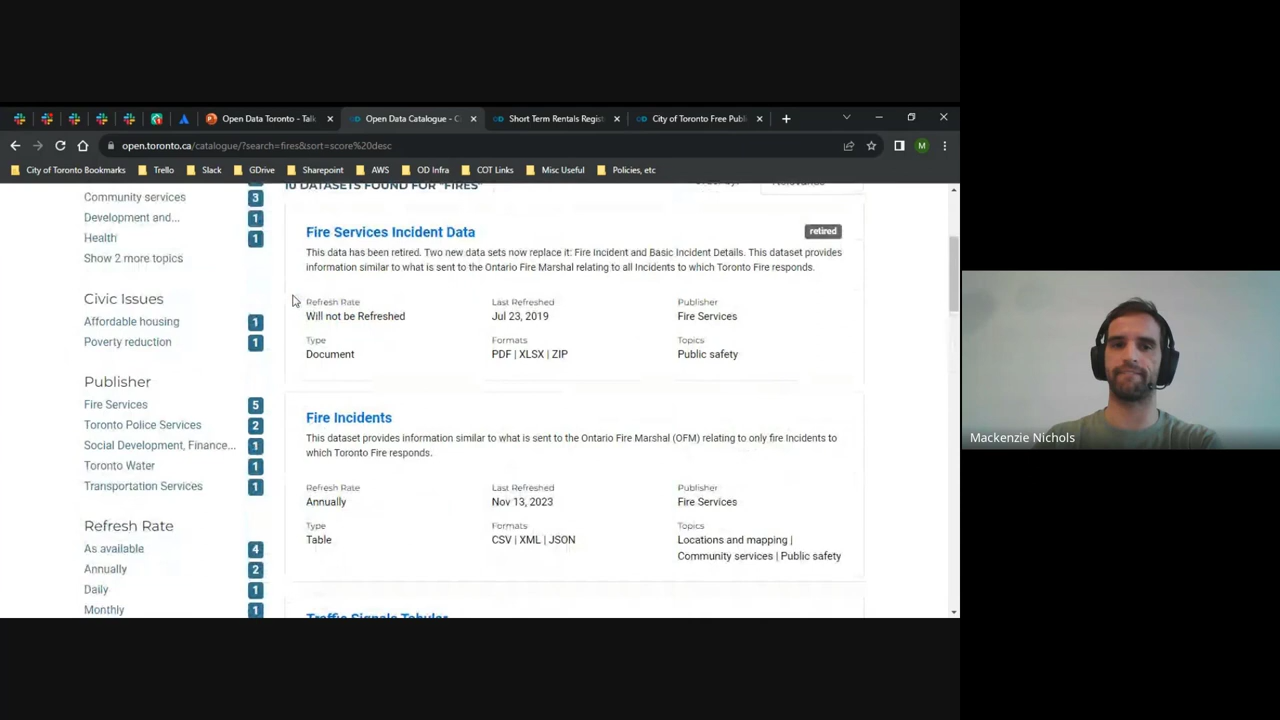 Open Data Toronto - Talk
Open Data Catalogue - C
Short Term Rentals Regist
City of Toronto Free Publ
open.toronto.ca/catalogue/?search=fires&sort=score%20desc
M
City of Toronto Bookmarks
Trello
Slack
GDrive
Sharepoint
AWS
OD Infra
COT Links
Misc Useful
Policies, etc
10 DATASETS FOUND FOR "FIRES"
Community services 3
Development and... 1
Health 1
Show 2 more topics
Civic Issues
Affordable housing 1
Poverty reduction 1
Publisher
Fire Services 5
Toronto Police Services 2
Social Development, Finance... 1
Toronto Water 1
Transportation Services 1
Refresh Rate
As available 4
Annually 2
Daily 1
Monthly 1
Fire Services Incident Data
retired
This data has been retired. Two new data sets now replace it: Fire Incident and Basic Incident Details. This dataset provides
information similar to what is sent to the Ontario Fire Marshal relating to all Incidents to which Toronto Fire responds.
Refresh Rate Last Refreshed Publisher
Will not be Refreshed Jul 23, 2019 Fire Services
Type Formats Topics
Document PDF | XLSX | ZIP Public safety
Fire Incidents
This dataset provides information similar to what is sent to the Ontario Fire Marshal (OFM) relating to only fire Incidents to
which Toronto Fire responds.
Refresh Rate Last Refreshed Publisher
Annually Nov 13, 2023 Fire Services
Type Formats Topics
Table CSV | XML | JSON Locations and mapping |
Community services | Public safety
Traffic Signals Tabular
Mackenzie Nichols